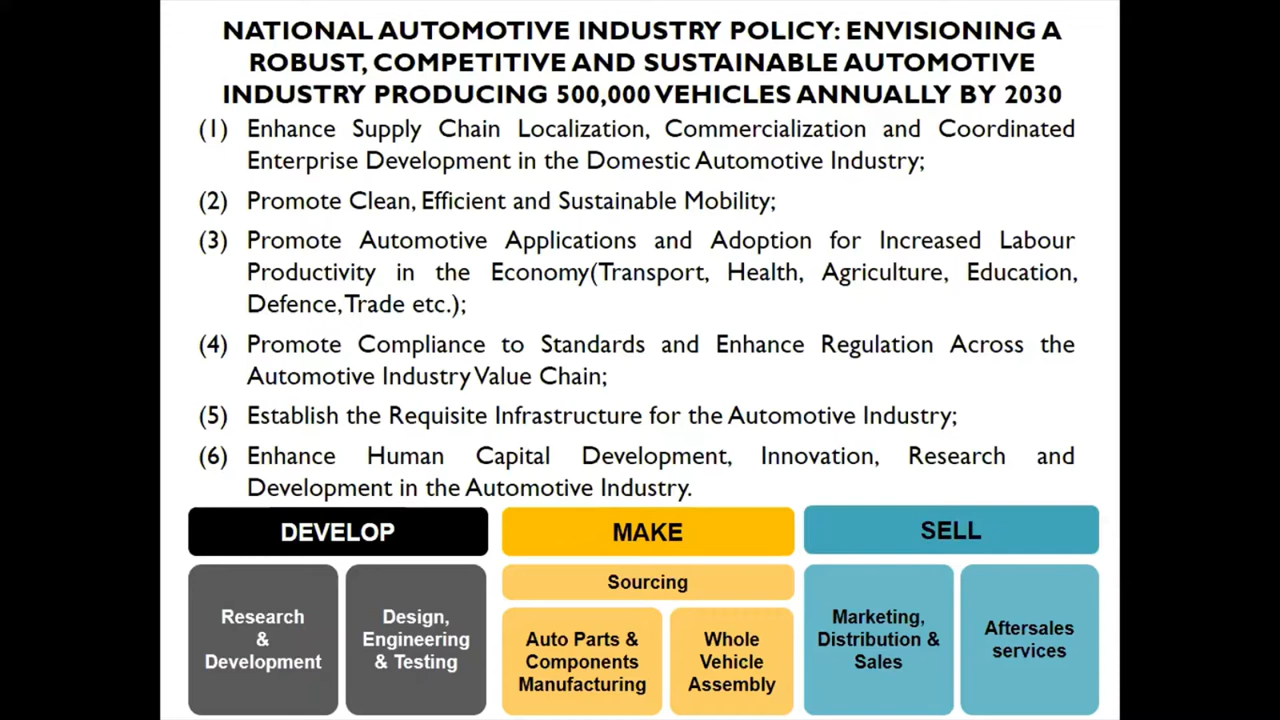 NATIONAL AUTOMOTIVE INDUSTRY POLICY: ENVISIONING A
ROBUST, COMPETITIVE AND SUSTAINABLE AUTOMOTIVE
INDUSTRY PRODUCING 500,000 VEHICLES ANNUALLY BY 2030
(1) Enhance Supply Chain Localization, Commercialization and Coordinated
Enterprise Development in the Domestic Automotive Industry;
(2) Promote Clean, Efficient and Sustainable Mobility;
(3) Promote Automotive Applications and Adoption for Increased Labour
Productivity in the Economy(Transport, Health, Agriculture, Education,
Defence, Trade etc.);
(4) Promote Compliance to Standards and Enhance Regulation Across the
Automotive Industry Value Chain;
(5) Establish the Requisite Infrastructure for the Automotive Industry;
(6) Enhance Human Capital Development, Innovation, Research and
Development in the Automotive Industry.
DEVELOP
Research
&
Development
Design,
Engineering
& Testing
MAKE
Sourcing
Auto Parts &
Components
Manufacturing
Whole
Vehicle
Assembly
SELL
Marketing,
Distribution &
Sales
Aftersales
services